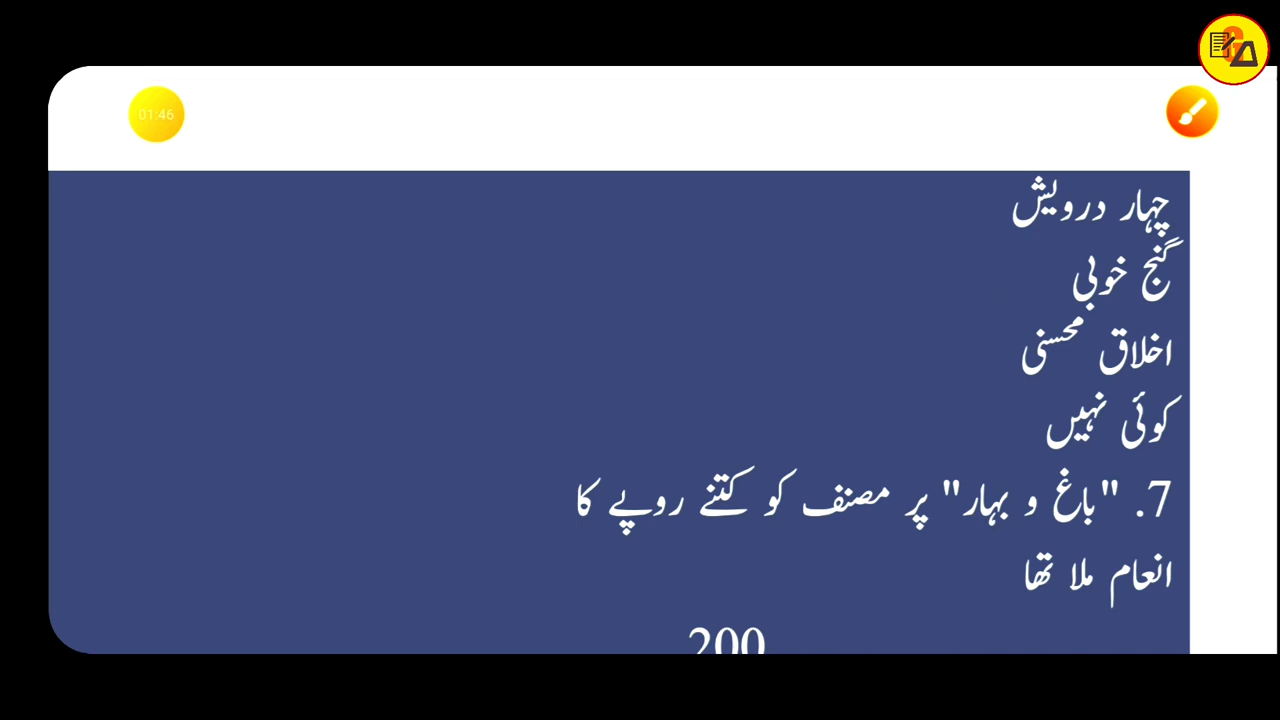 01:46
چہار درویش
گنج خوبی
اخلاق محسنی
کوئی نہیں
7. "باغ و بہار" پر مصنف کو کتنے روپے کا
انعام ملا تھا
200